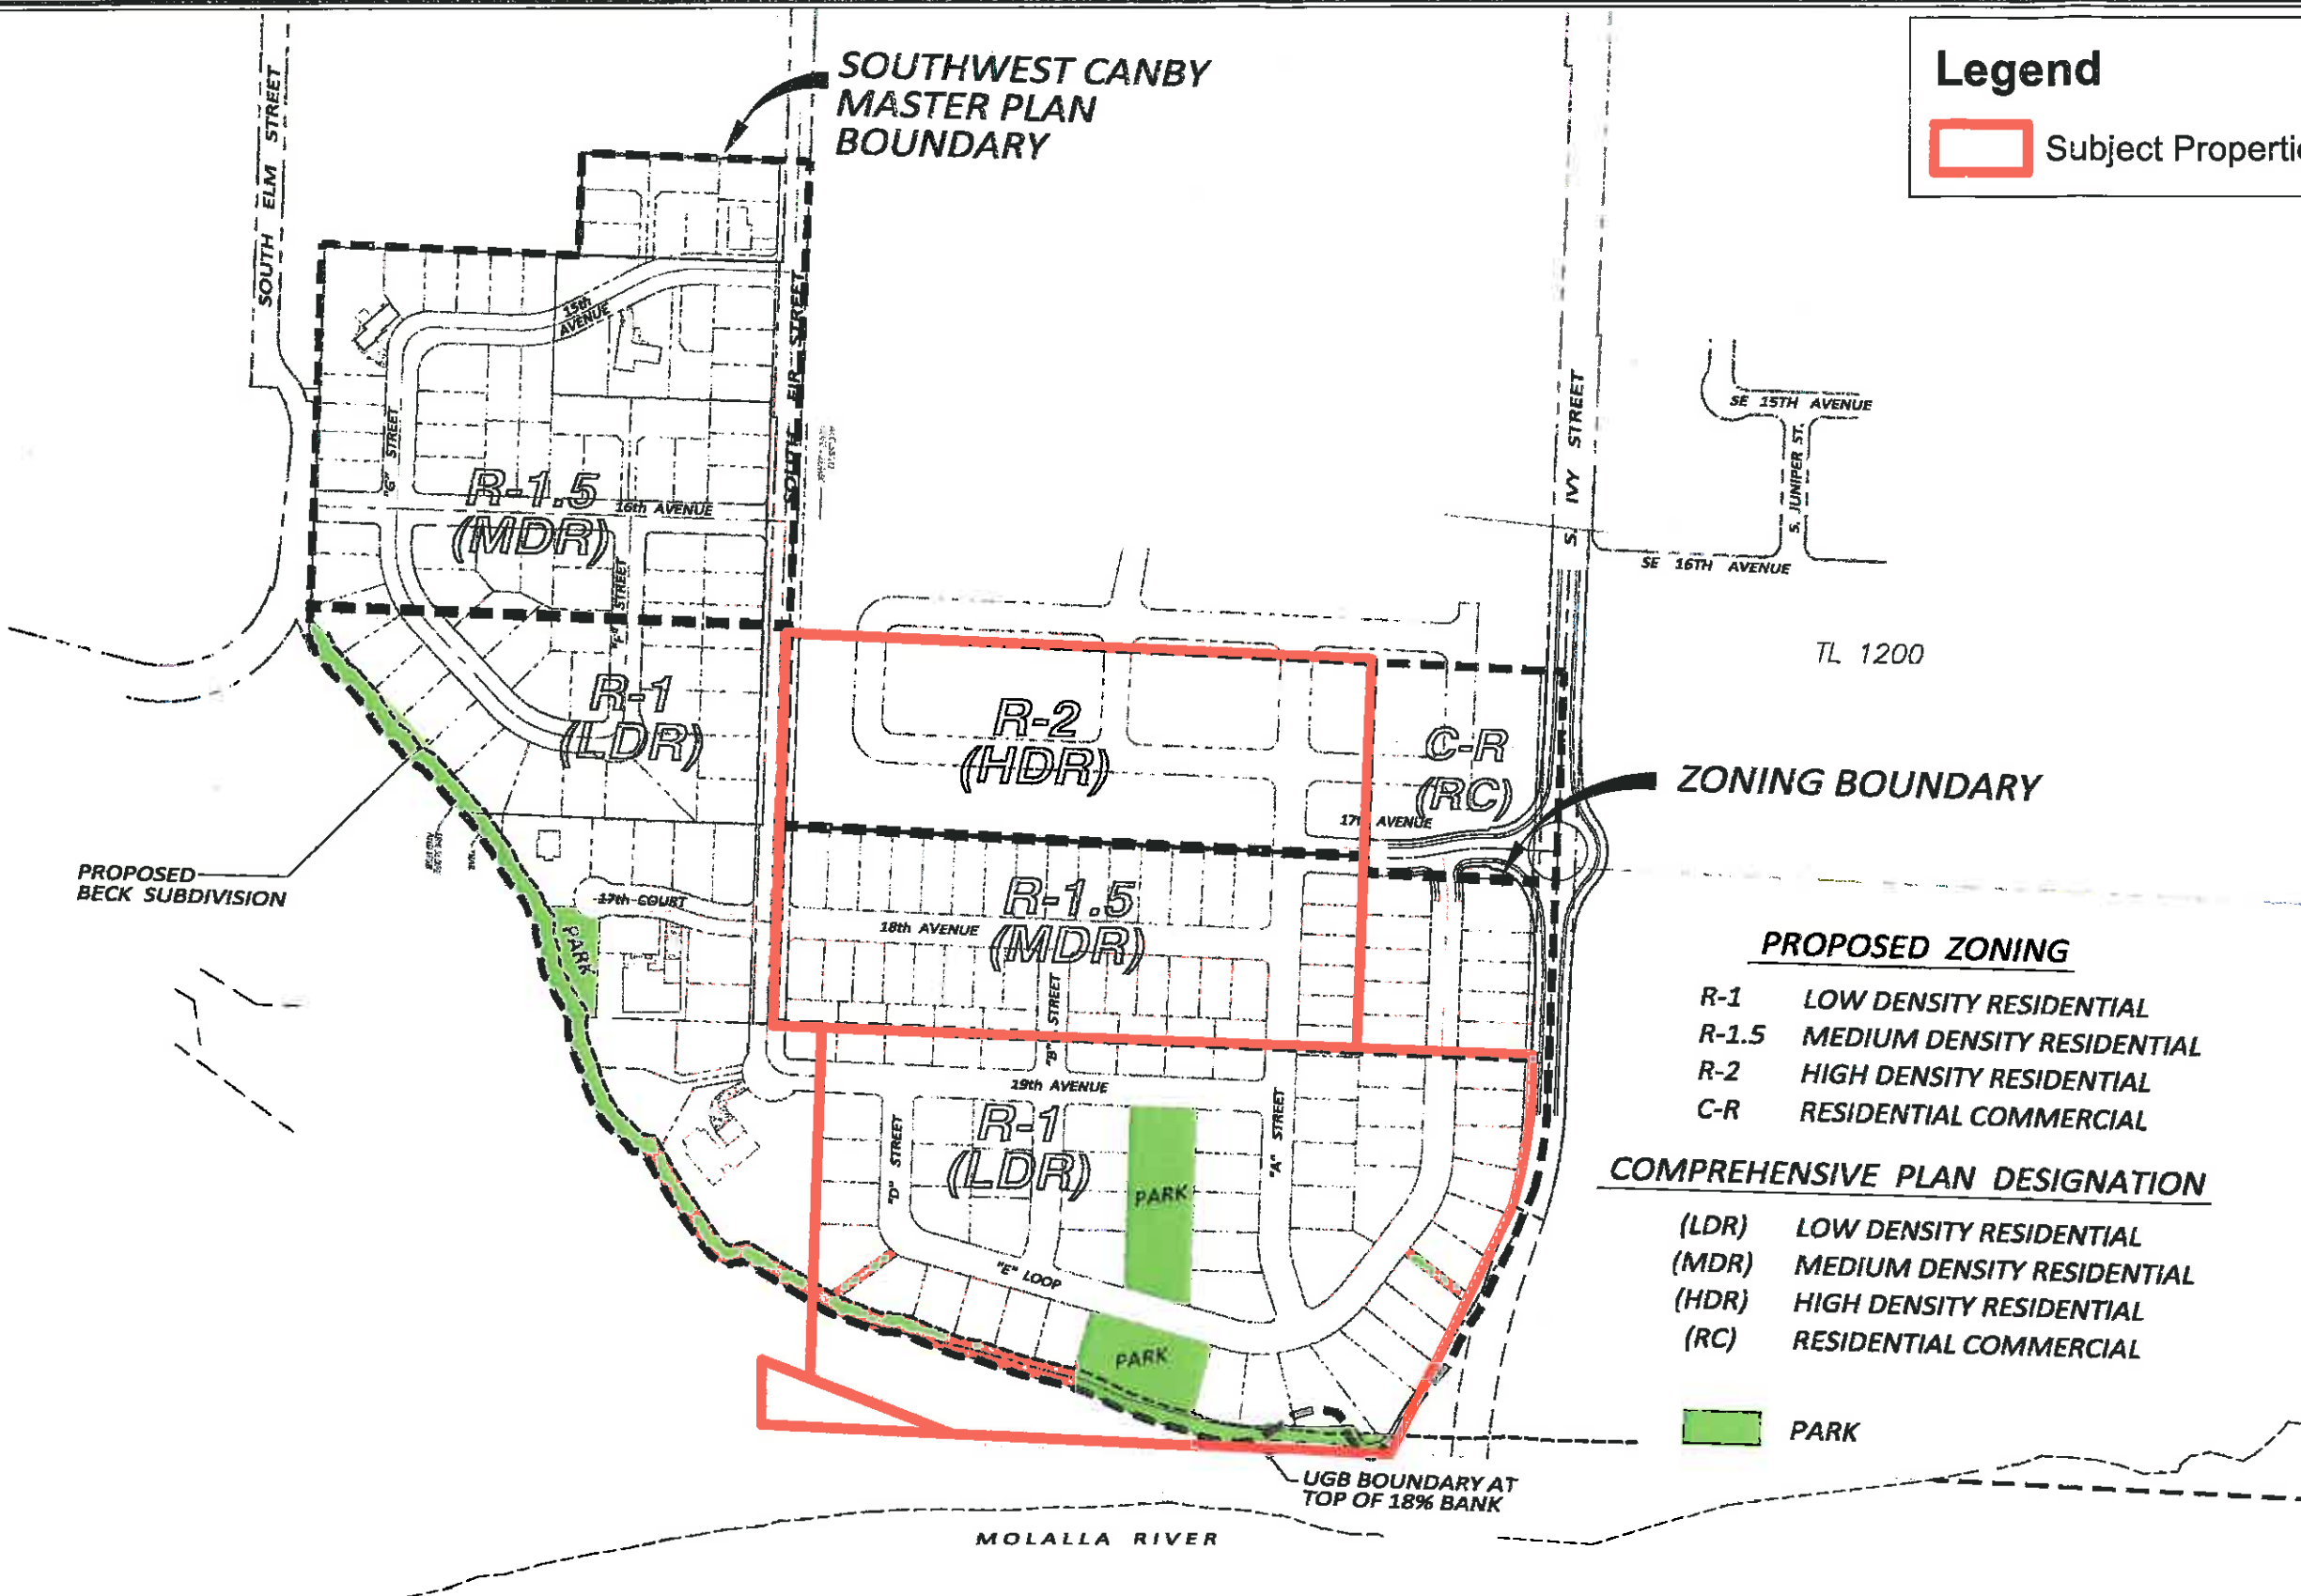 SOUTHWEST CANBY
MASTER PLAN
BOUNDARY
Legend
Subject Properti
SOUTH ELM STREET
SOUTH EIR STREET
S. IVY STREET
15th
AVENUE
SE 15TH AVENUE
S. JUNIPER ST.
SE 16TH AVENUE
"G" STREET
R-1.5
(MDR)
16th AVENUE
"F" STREET
TL 1200
R-1
(LDR)
R-2
(HDR)
C-R
(RC)
ZONING BOUNDARY
17th AVENUE
PROPOSED
BECK SUBDIVISION
17th COURT
PARK
R-1.5
(MDR)
18th AVENUE
"B" STREET
"B"
19th AVENUE
R-1
(LDR)
"D" STREET
"A" STREET
PARK
"E" LOOP
PARK
PROPOSED ZONING
R-1 LOW DENSITY RESIDENTIAL
R-1.5 MEDIUM DENSITY RESIDENTIAL
R-2 HIGH DENSITY RESIDENTIAL
C-R RESIDENTIAL COMMERCIAL
COMPREHENSIVE PLAN DESIGNATION
(LDR) LOW DENSITY RESIDENTIAL
(MDR) MEDIUM DENSITY RESIDENTIAL
(HDR) HIGH DENSITY RESIDENTIAL
(RC) RESIDENTIAL COMMERCIAL
PARK
UGB BOUNDARY AT
TOP OF 18% BANK
MOLALLA RIVER